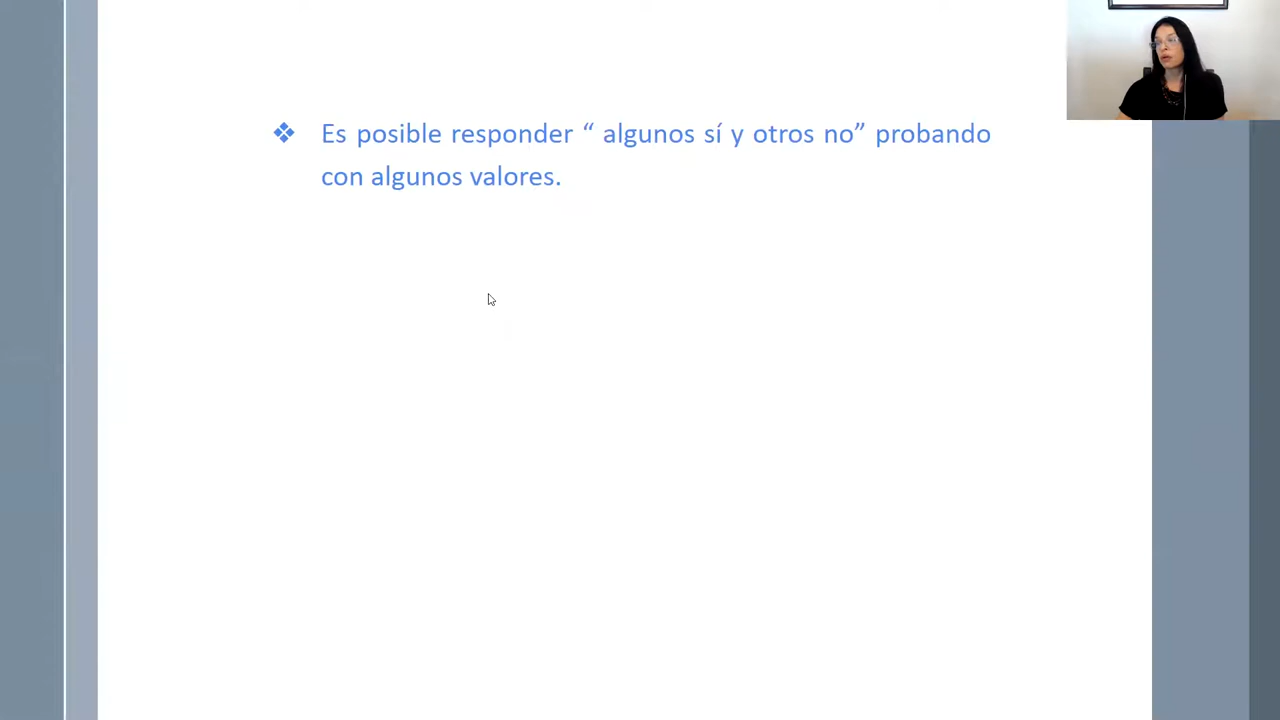 ❖ Es posible responder “ algunos sí y otros no” probando
con algunos valores.